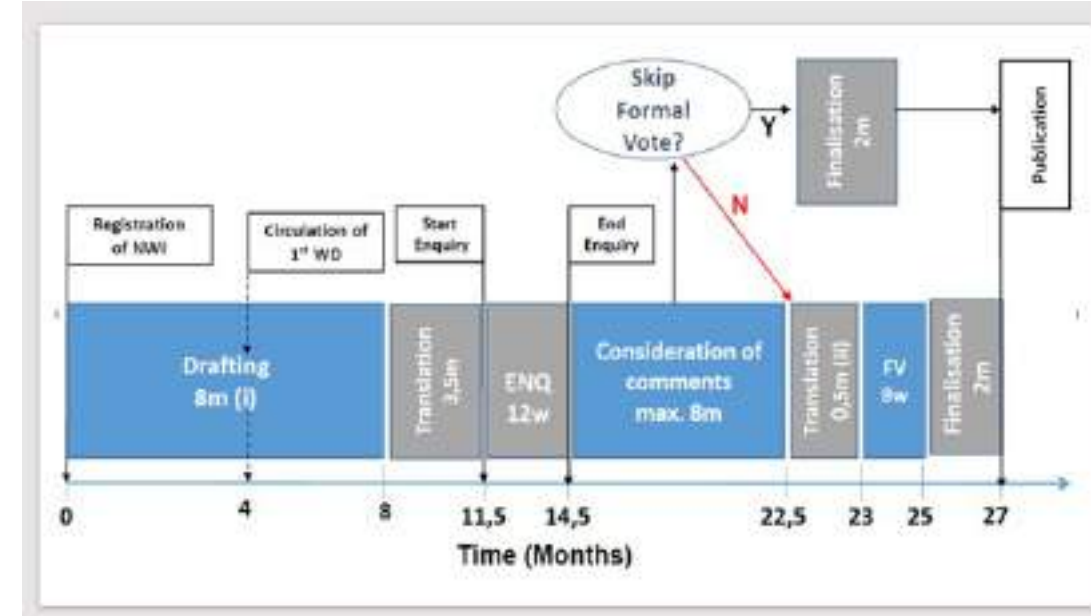 Skip
Formal
Vote?
Y
N
Finalisation
2m
Publication
Registration
of NWI
Circulation of
1st WD
Start
Enquiry
End
Enquiry
Drafting
8m (i)
Translation
3,5m
ENQ
12w
Consideration of
comments
max. 8m
Translation
0,5m (ii)
FV
8w
Finalisation
2m
0
4
8
11,5
14,5
22,5
23
25
27
Time (Months)